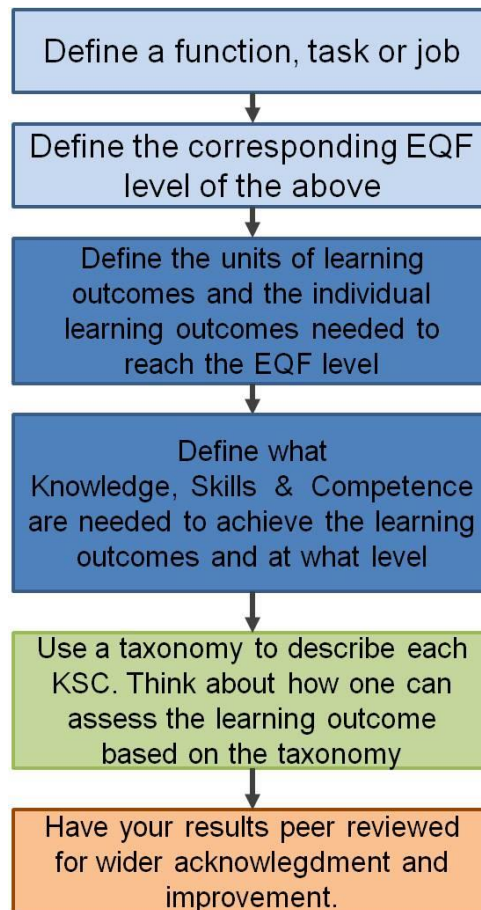 Define a function, task or job
Define the corresponding EQF
level of the above
Define the units of learning
outcomes and the individual
learning outcomes needed to
reach the EQF level
Define what
Knowledge, Skills & Competence
are needed to achieve the learning
outcomes and at what level
Use a taxonomy to describe each
KSC. Think about how one can
assess the learning outcome
based on the taxonomy
Have your results peer reviewed
for wider acknowlegdment and
improvement.